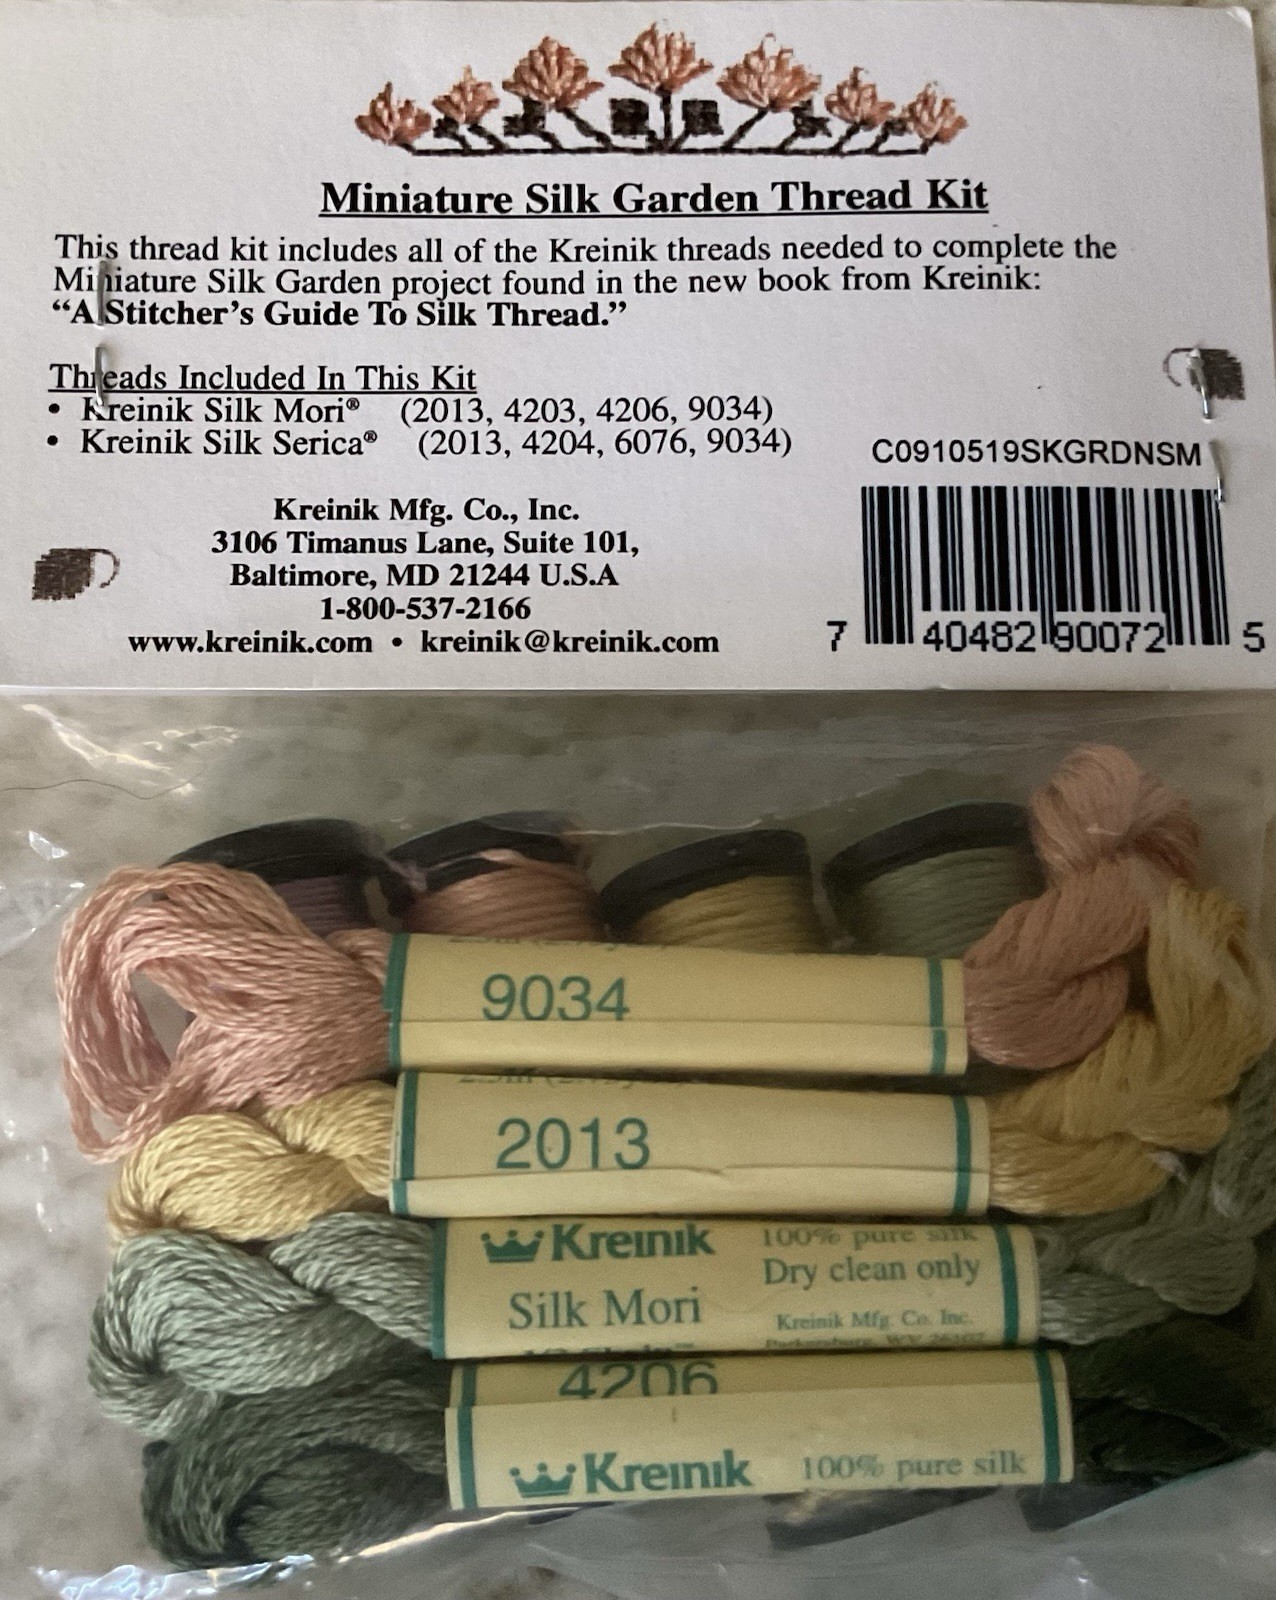 Miniature Silk Garden Thread Kit
This thread kit includes all of the Kreinik threads needed to complete the
Miniature Silk Garden project found in the new book from Kreinik:
“A Stitcher’s Guide To Silk Thread.”
Threads Included In This Kit
• Kreinik Silk Mori® (2013, 4203, 4206, 9034)
• Kreinik Silk Serica® (2013, 4204, 6076, 9034)
C0910519SKGRDNSM
Kreinik Mfg. Co., Inc.
3106 Timanus Lane, Suite 101,
Baltimore, MD 21244 U.S.A
1-800-537-2166
www.kreinik.com • kreinik@kreinik.com
7 40482 90072 5
9034
2013
Kreinik 100% pure silk
Silk Mori Dry clean only
Kreinik Mfg. Co. Inc.
4206
Kreinik 100% pure silk